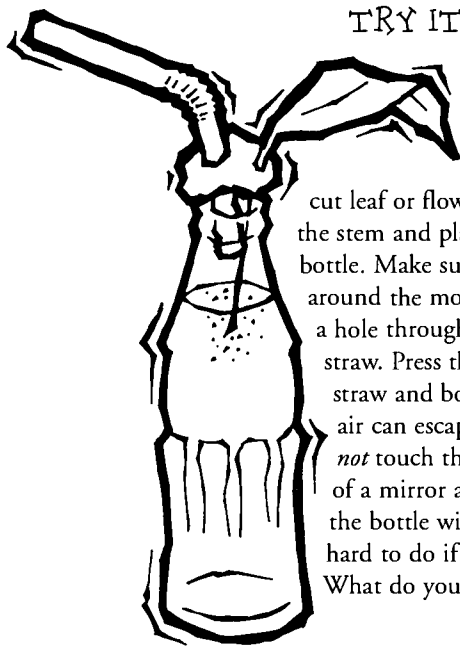 TRY IT
cut leaf or flow
the stem and pla
bottle. Make su
around the mo
a hole through
straw. Press th
straw and bo
air can escap
not touch th
of a mirror a
the bottle wi
hard to do if
What do you